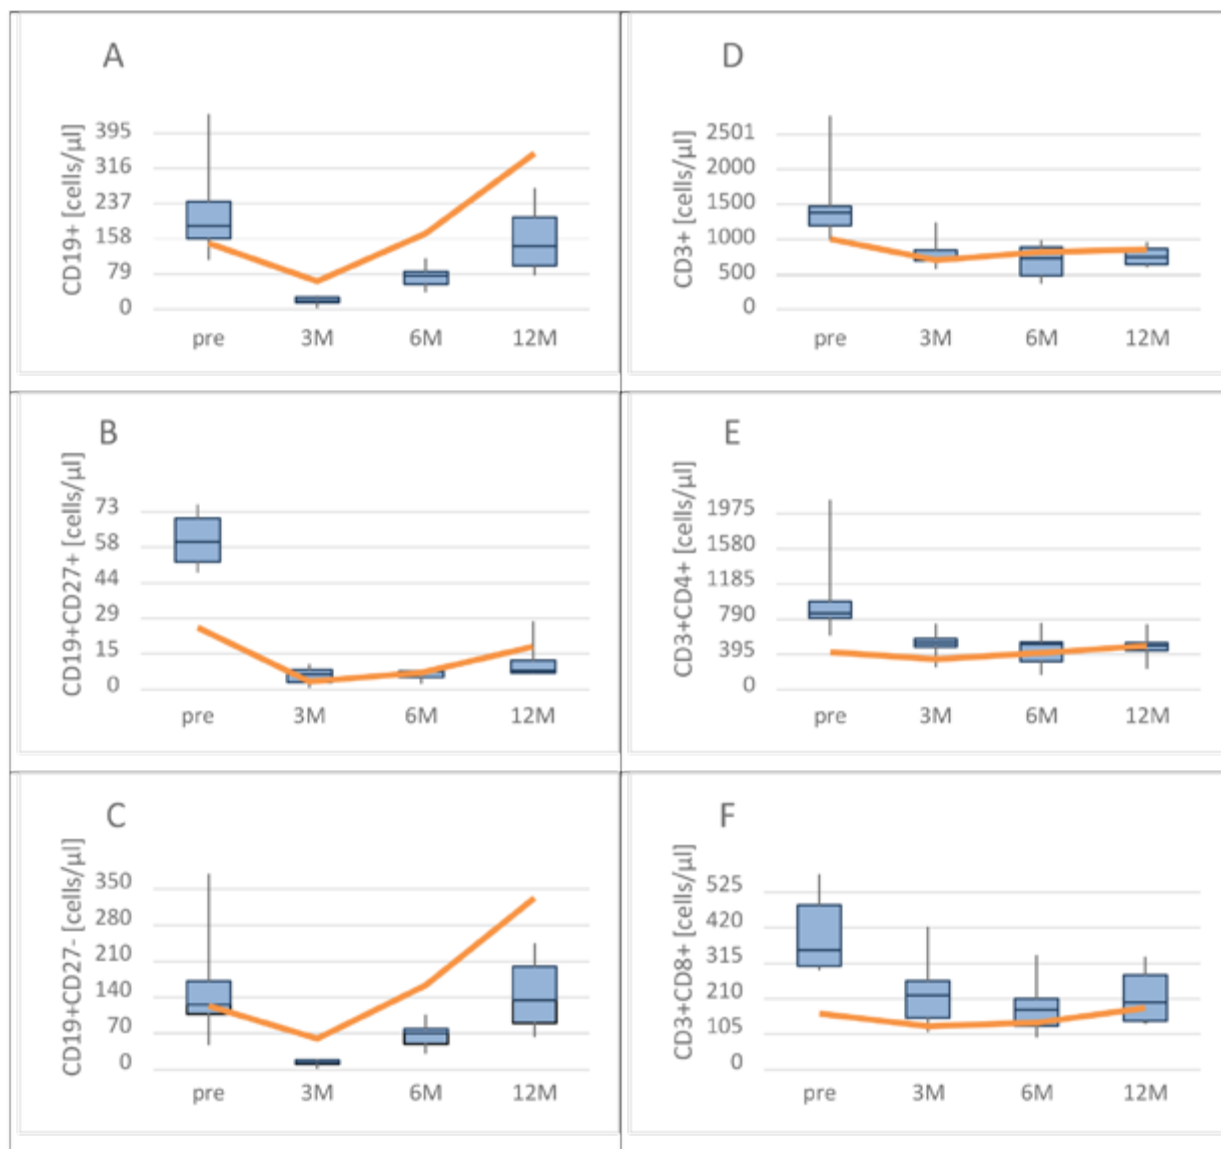 A
CD19+ [cells/µl]
395
316
237
158
79
0
pre 3M 6M 12M
D
CD3+ [cells/µl]
2501
2000
1500
1000
500
0
pre 3M 6M 12M
B
CD19+CD27+ [cells/µl]
73
58
44
29
15
0
pre 3M 6M 12M
E
CD3+CD4+ [cells/µl]
1975
1580
1185
790
395
0
pre 3M 6M 12M
C
CD19+CD27- [cells/µl]
350
280
210
140
70
0
pre 3M 6M 12M
F
CD3+CD8+ [cells/µl]
525
420
315
210
105
0
pre 3M 6M 12M